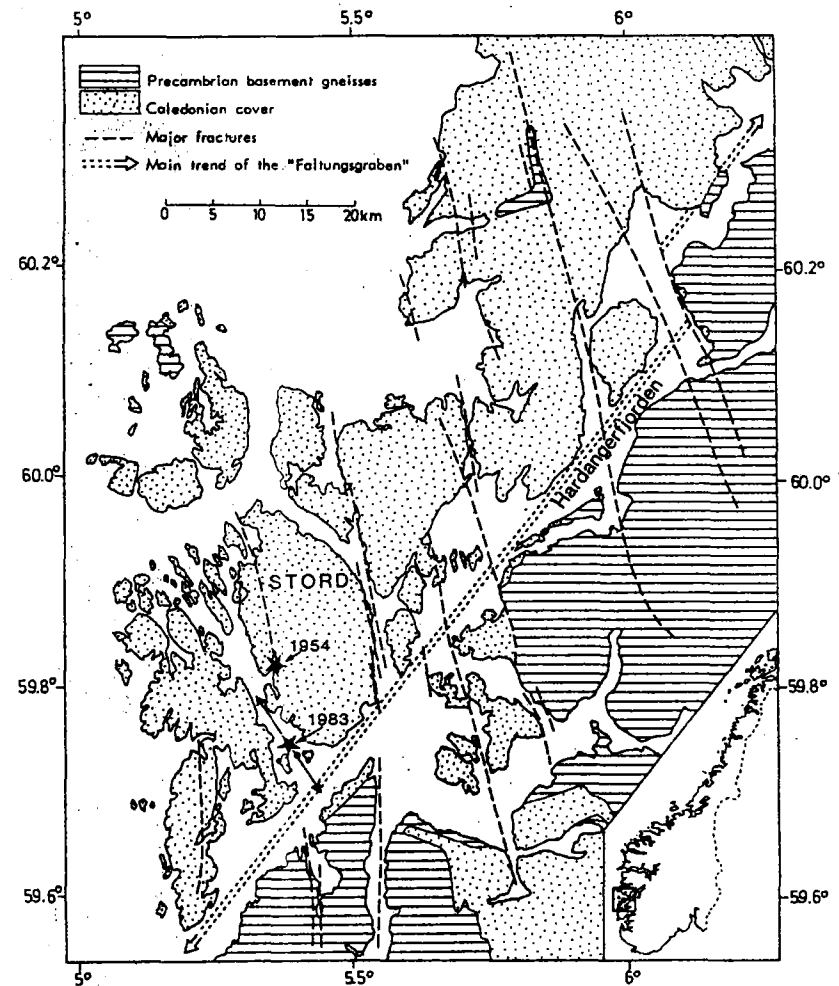 5° 5.5° 6°
Precambrian basement gneisses
Caledonian cover
Major fractures
Main trend of the "Faltungsgraben"
0 5 10 15 20km
60.2° 60.2°
Hardangerfjorden
60.0° 60.0°
STORD
1954
59.8° 59.8°
1983
59.6° 59.6°
5° 5.5° 6°